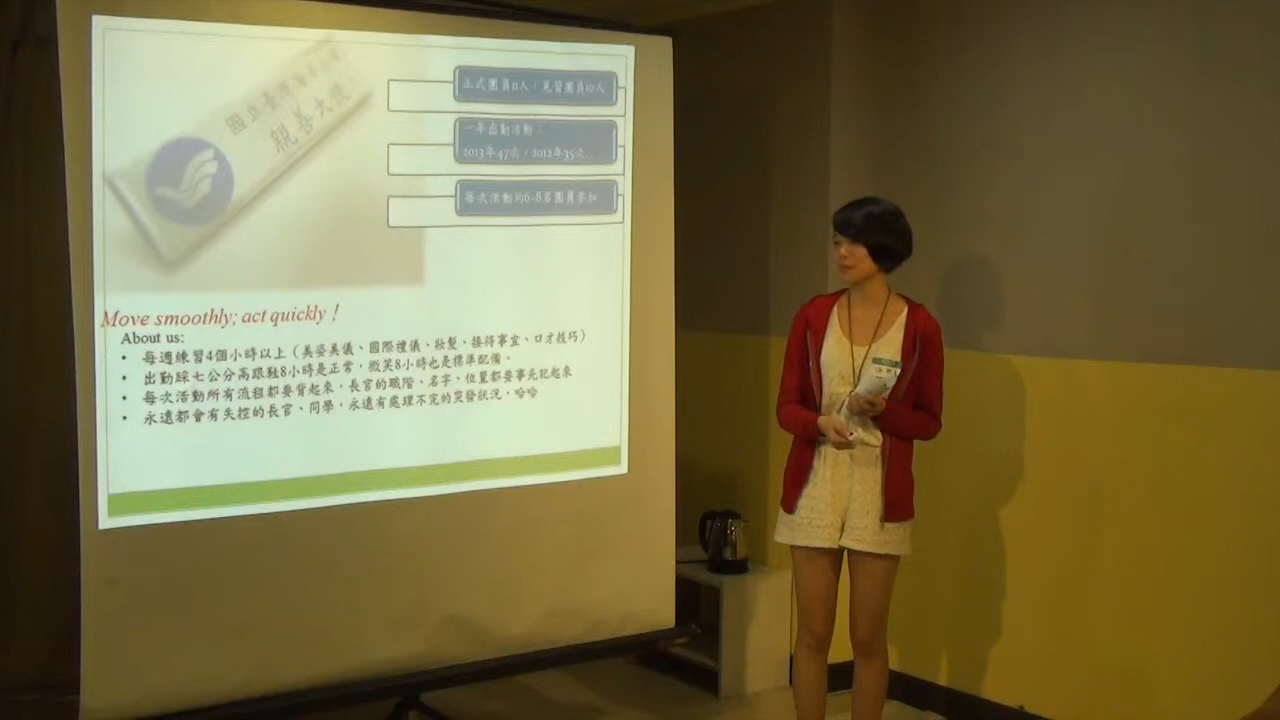 國立臺灣海洋大學
親善大使
正式團員11人，見習團員10人
一年出動活動：
2013年47次，2012年35次...
每次活動約6-8名團員參加
Move smoothly; act quickly！
About us:
• 每週練習4個小時以上（美姿美儀、國際禮儀、妝髮、接待事宜、口才技巧）
• 出勤踩七公分高跟鞋8小時是正常，微笑8小時也是標準配備。
• 每次活動所有流程都要背起來，長官的職階、名字、位置都要事先記起來
• 永遠都會有失控的長官、同學，永遠有處理不完的突發狀況，哈哈